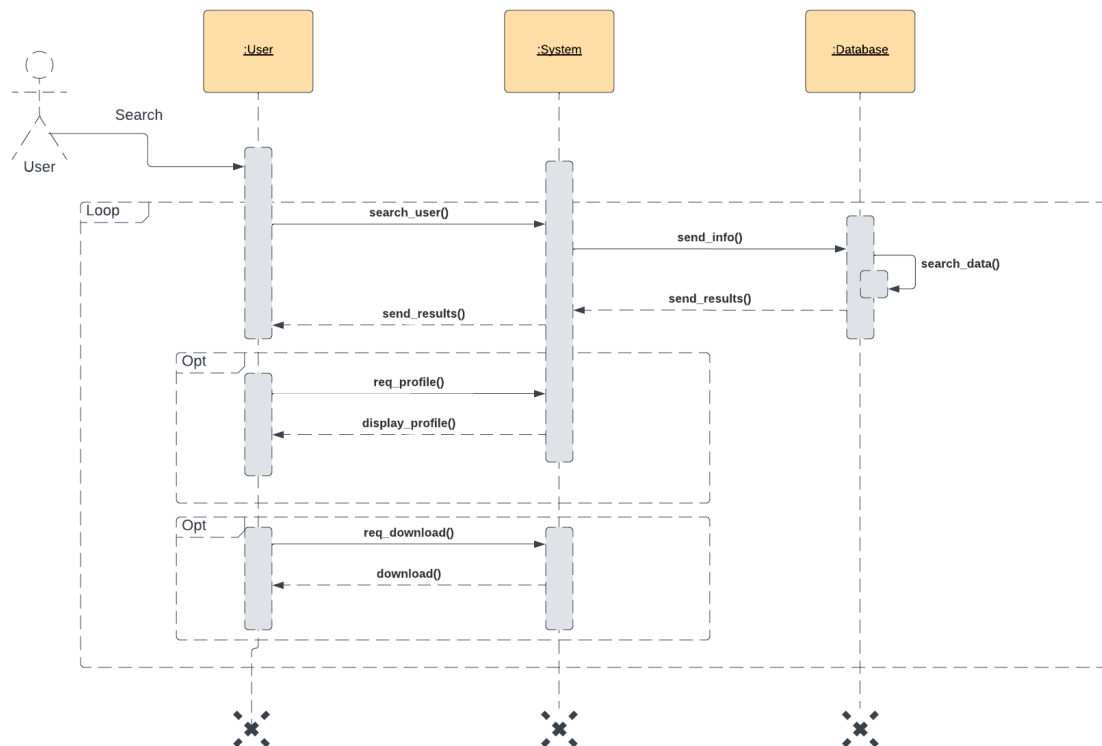 :User
:System
:Database
Search
User
Loop
search_user()
send_info()
search_data()
send_results()
send_results()
Opt
req_profile()
display_profile()
Opt
req_download()
download()